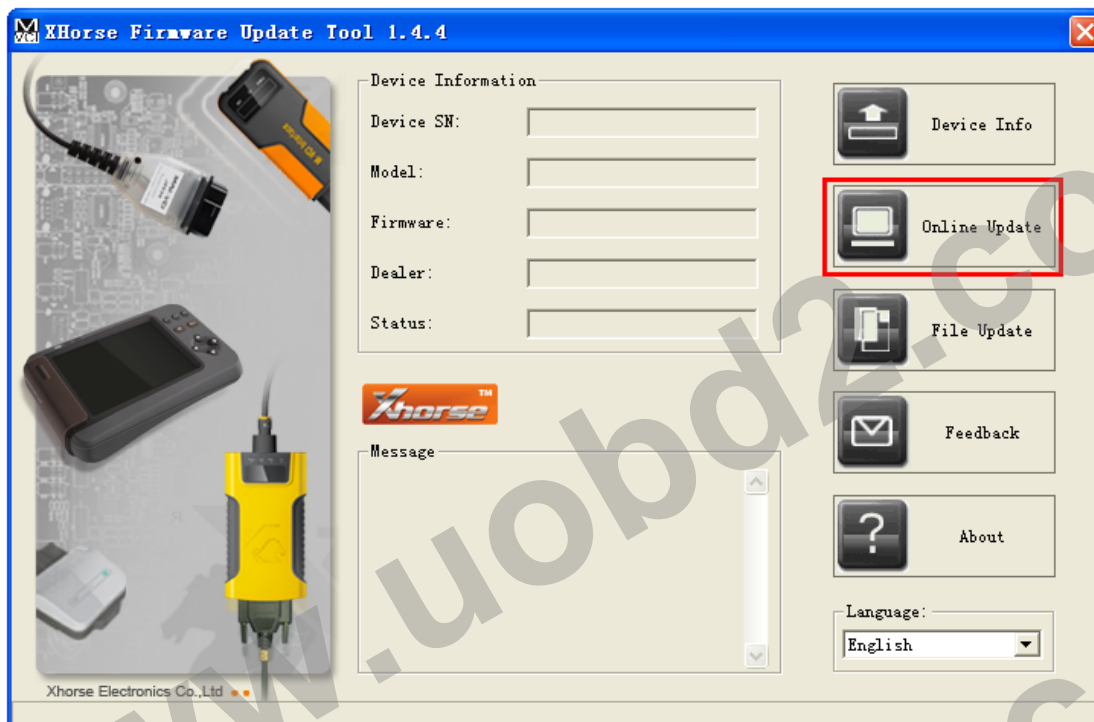 XHorse Firmware Update Tool 1.4.4
Device Information
Device SN:
Model:
Firmware:
Dealer:
Status:
Xhorse™
Message
Device Info
Online Update
File Update
Feedback
About
Language:
English
Xhorse Electronics Co.,Ltd
www.uobd2.co